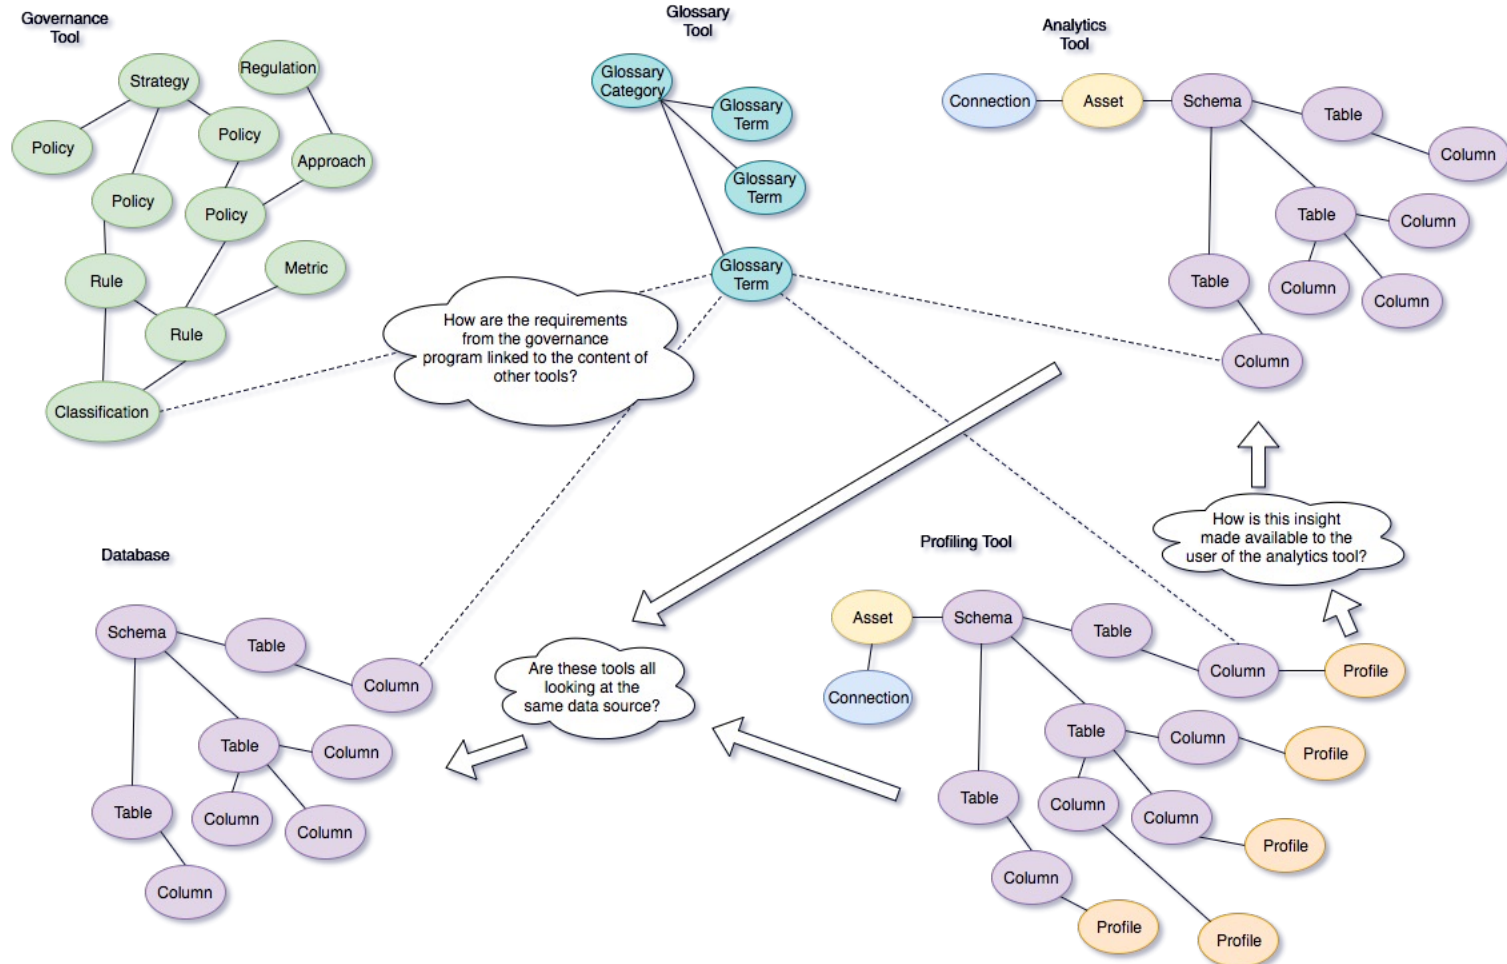 Governance
Tool
Strategy
Regulation
Policy
Policy
Approach
Policy
Policy
Rule
Metric
Rule
Classification
Glossary
Tool
Glossary
Category
Glossary
Term
Glossary
Term
Glossary
Term
Analytics
Tool
Connection
Asset
Schema
Table
Column
Table
Column
Table
Column
Column
Column
How are the requirements
from the governance
program linked to the content of
other tools?
How is this insight
made available to the
user of the analytics tool?
Database
Schema
Table
Column
Table
Column
Table
Column
Column
Column
Are these tools all
looking at the
same data source?
Profiling Tool
Asset
Schema
Table
Column
Profile
Connection
Table
Column
Profile
Table
Column
Column
Profile
Column
Profile
Profile